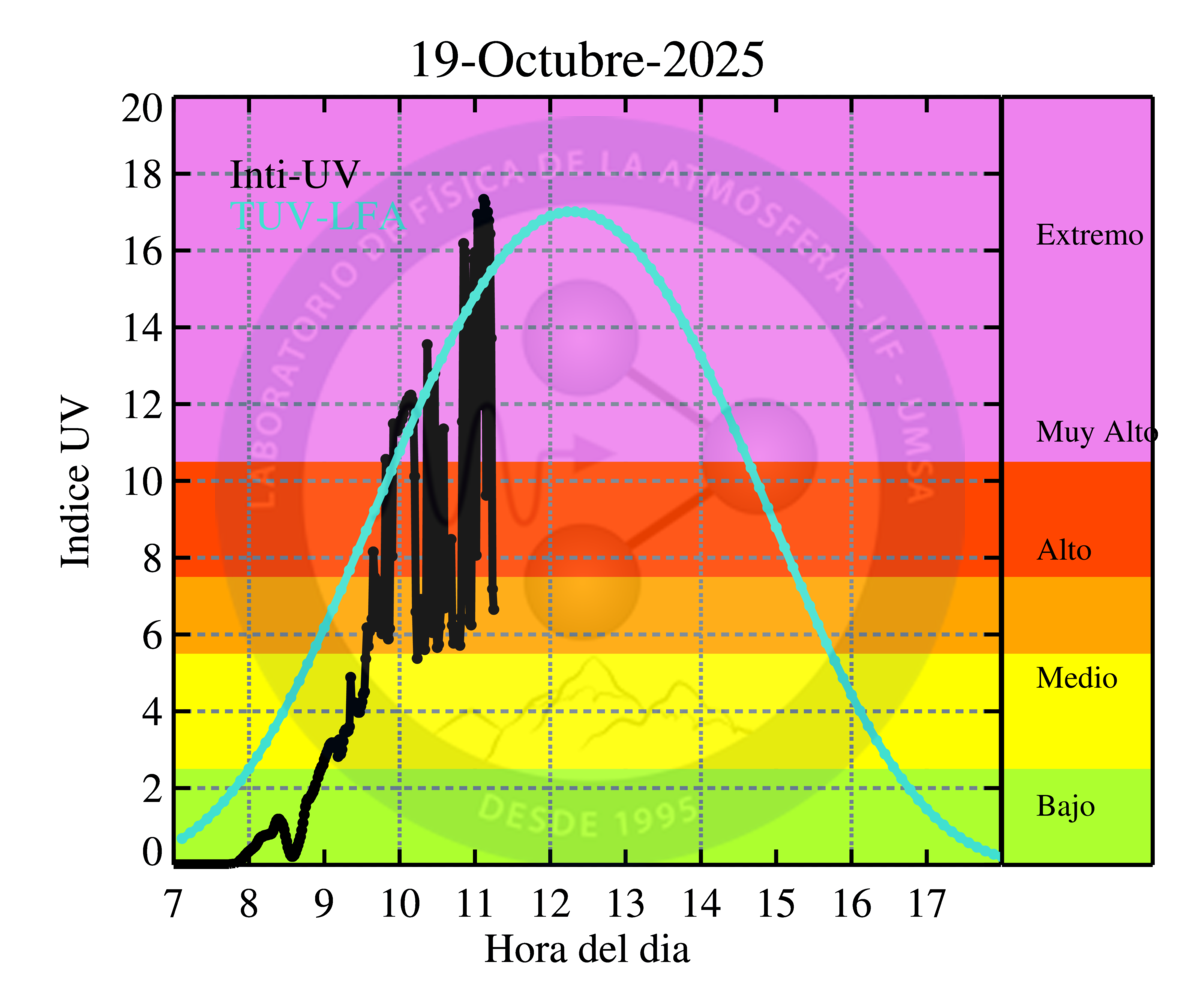 19-Octubre-2025
Indice UV
20
18
16
14
12
10
8
6
4
2
0
Inti-UV
TUV-LFA
LABORATORIO DE FÍSICA DE LA ATMÓSFERA - IIF - UMSA
DESDE 1995
Extremo
Muy Alto
Alto
Medio
Bajo
7 8 9 10 11 12 13 14 15 16 17
Hora del dia